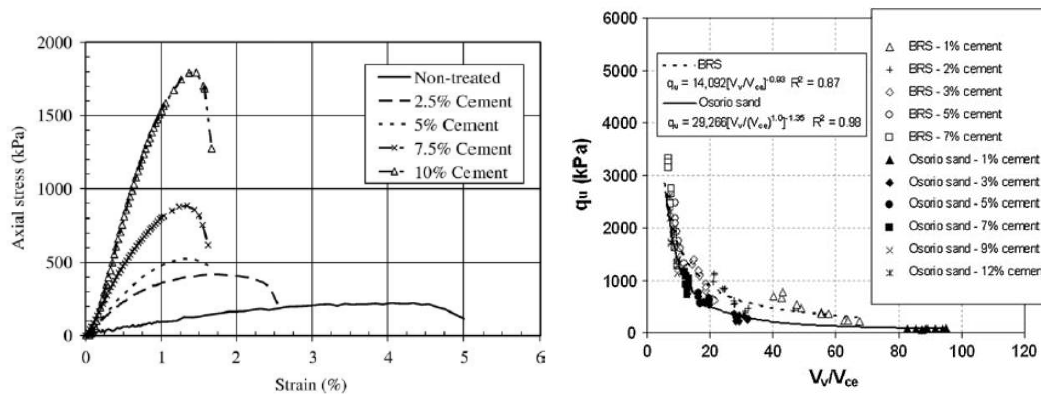 2000
1500
1000
500
0
Axial stress (kPa)
0 1 2 3 4 5 6
Strain (%)
Non-treated
2.5% Cement
5% Cement
7.5% Cement
10% Cement
6000
5000
4000
3000
2000
1000
0
qu (kPa)
0 20 40 60 80 100 120
Vv/Vce
BRS
qu = 14,092[Vv/Vce]-0.93 R2 = 0.87
Osorio sand
qu = 29,266[Vv/(Vce)1.0]-1.35 R2 = 0.98
BRS - 1% cement
BRS - 2% cement
BRS - 3% cement
BRS - 5% cement
BRS - 7% cement
Osorio sand - 1% cement
Osorio sand - 3% cement
Osorio sand - 5% cement
Osorio sand - 7% cement
Osorio sand - 9% cement
Osorio sand - 12% cement